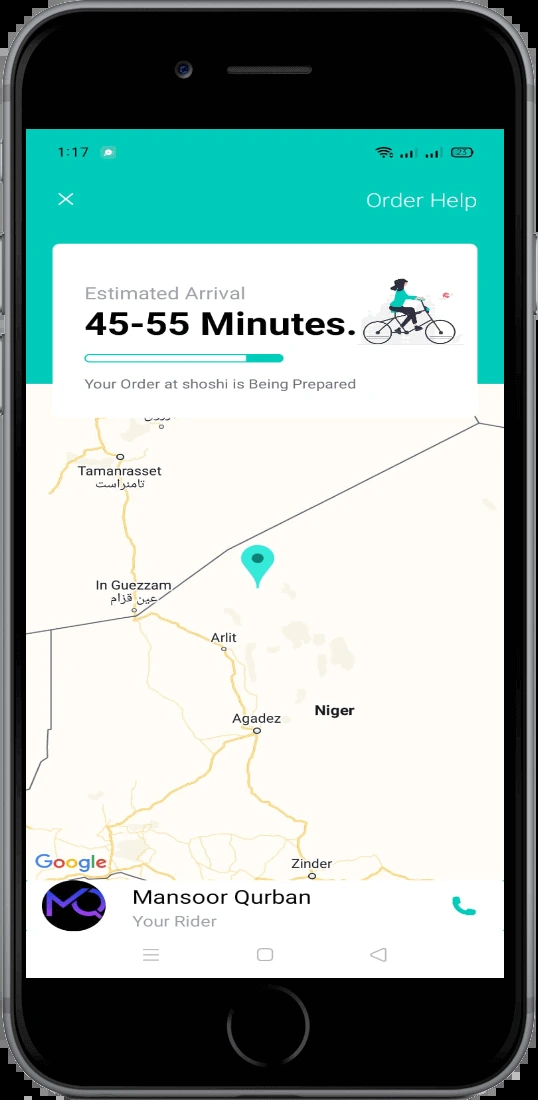 1:17
23
Order Help
Estimated Arrival
45-55 Minutes.
Your Order at shoshi is Being Prepared
Tamanrasset
تامنراست
In Guezzam
عين قزام
Arlit
Agadez
Niger
Zinder
Google
MQ
Mansoor Qurban
Your Rider